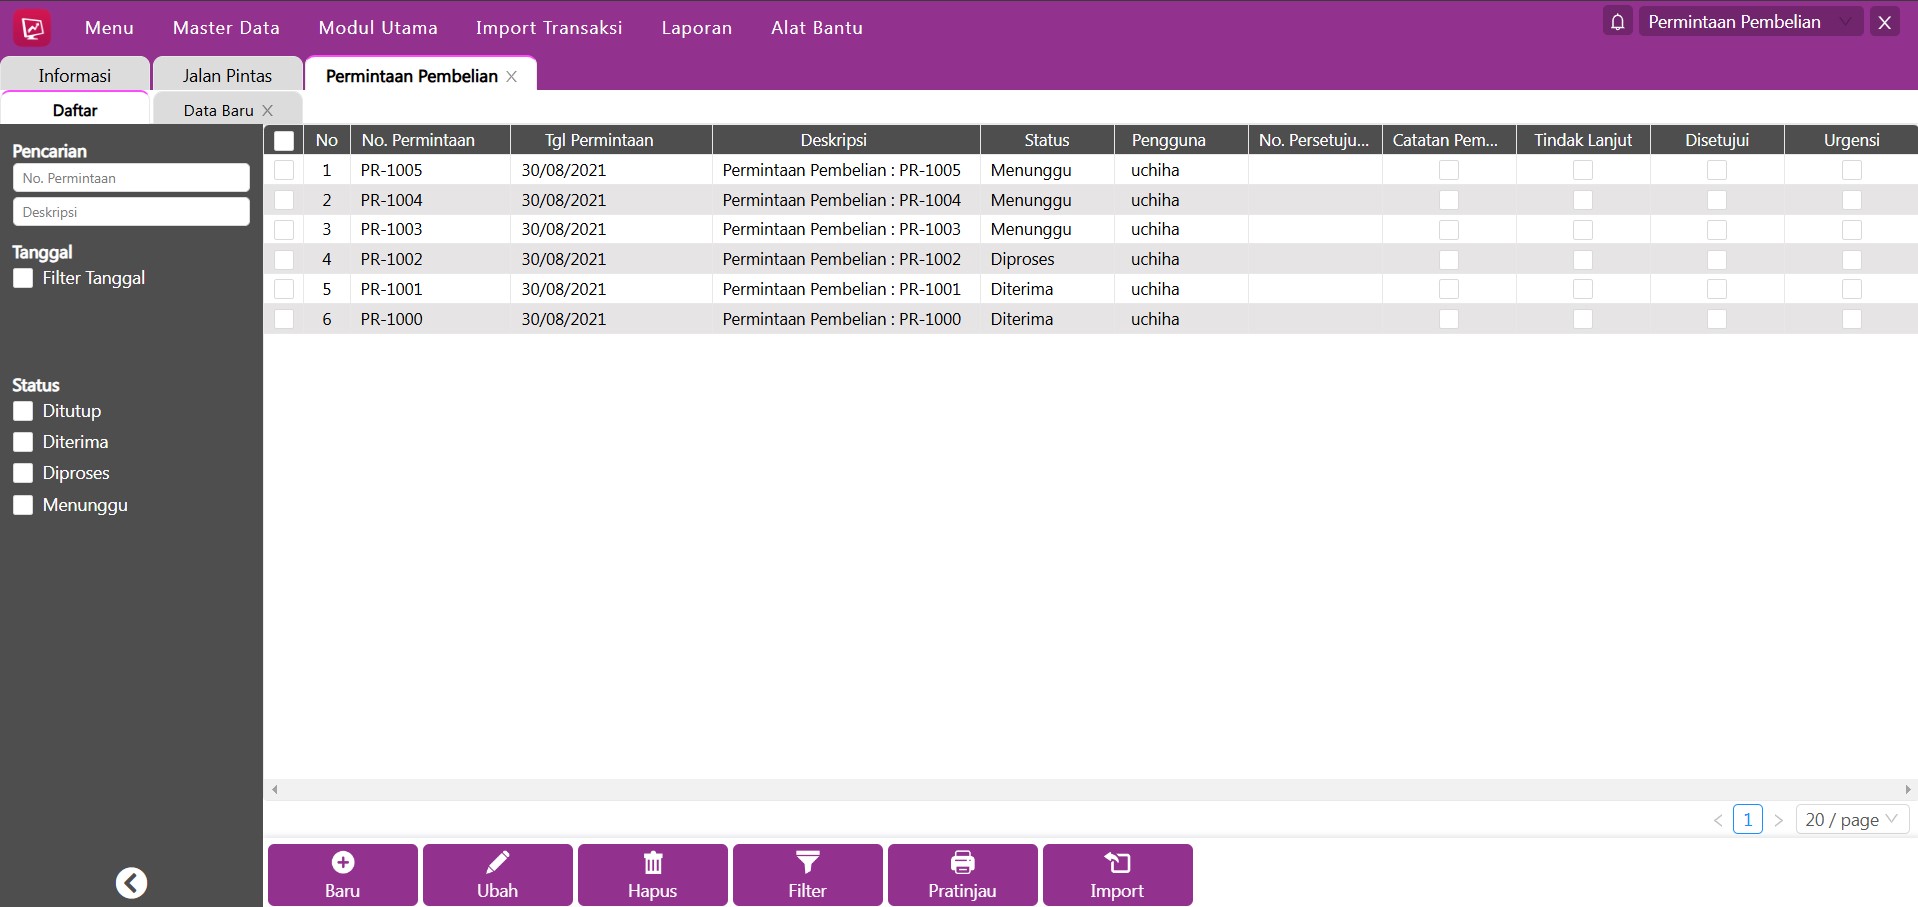 Menu Master Data Modul Utama Import Transaksi Laporan Alat Bantu Permintaan Pembelian X
Informasi Jalan Pintas Permintaan Pembelian X
Daftar Data Baru X
Pencarian
No. Permintaan
Deskripsi
Tanggal
Filter Tanggal
Status
Ditutup
Diterima
Diproses
Menunggu
No No. Permintaan Tgl Permintaan Deskripsi Status Pengguna No. Persetuju... Catatan Pem... Tindak Lanjut Disetujui Urgensi
1 PR-1005 30/08/2021 Permintaan Pembelian : PR-1005 Menunggu uchiha
2 PR-1004 30/08/2021 Permintaan Pembelian : PR-1004 Menunggu uchiha
3 PR-1003 30/08/2021 Permintaan Pembelian : PR-1003 Menunggu uchiha
4 PR-1002 30/08/2021 Permintaan Pembelian : PR-1002 Diproses uchiha
5 PR-1001 30/08/2021 Permintaan Pembelian : PR-1001 Diterima uchiha
6 PR-1000 30/08/2021 Permintaan Pembelian : PR-1000 Diterima uchiha
< 1 > 20 / page
Baru Ubah Hapus Filter Pratinjau Import